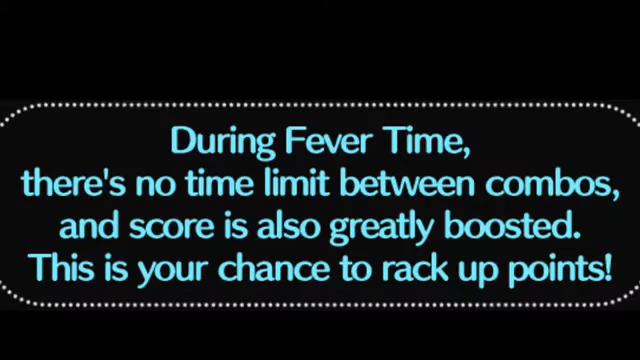 During Fever Time,
there's no time limit between combos,
and score is also greatly boosted.
This is your chance to rack up points!